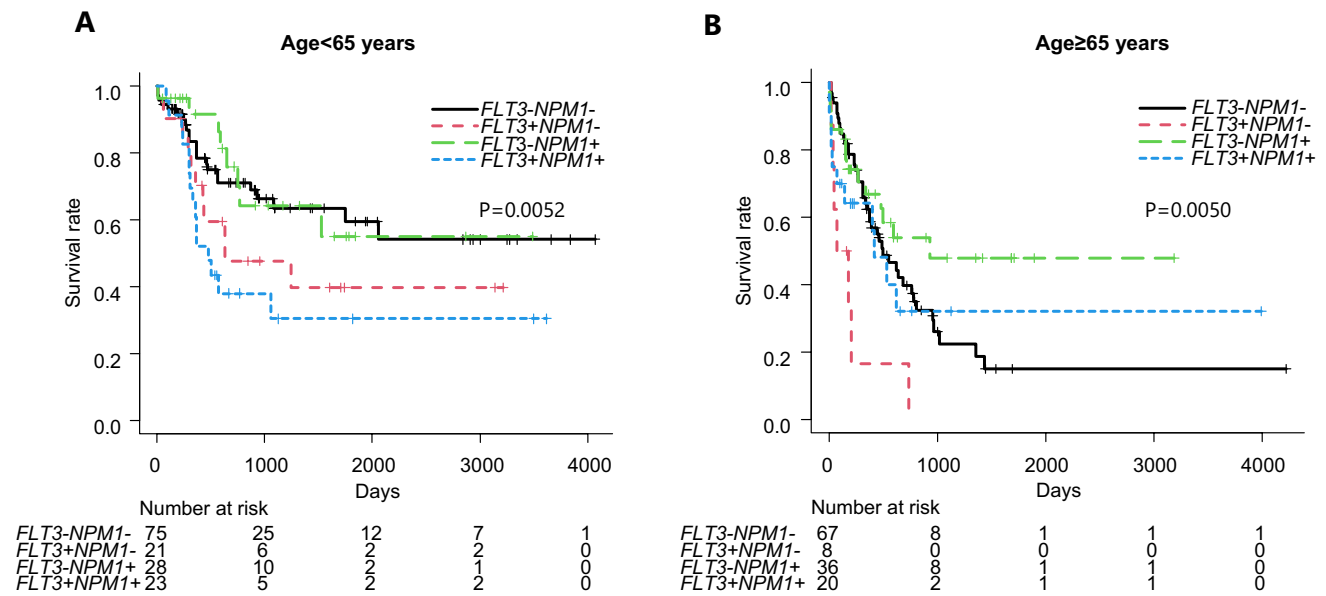 A
Age<65 years
Survival rate
1.0
0.8
0.6
0.4
0.2
0.0
FLT3-NPM1-
FLT3+NPM1-
FLT3-NPM1+
FLT3+NPM1+
P=0.0052
0 1000 2000 3000 4000
Days
Number at risk
FLT3-NPM1- 75 25 12 7 1
FLT3+NPM1- 21 6 2 2 0
FLT3-NPM1+ 28 10 2 1 0
FLT3+NPM1+ 23 5 2 2 0
B
Age≥65 years
Survival rate
1.0
0.8
0.6
0.4
0.2
0.0
FLT3-NPM1-
FLT3+NPM1-
FLT3-NPM1+
FLT3+NPM1+
P=0.0050
0 1000 2000 3000 4000
Days
Number at risk
FLT3-NPM1- 67 8 1 1 1
FLT3+NPM1- 8 0 0 0 0
FLT3-NPM1+ 36 8 1 1 0
FLT3+NPM1+ 20 2 1 1 0